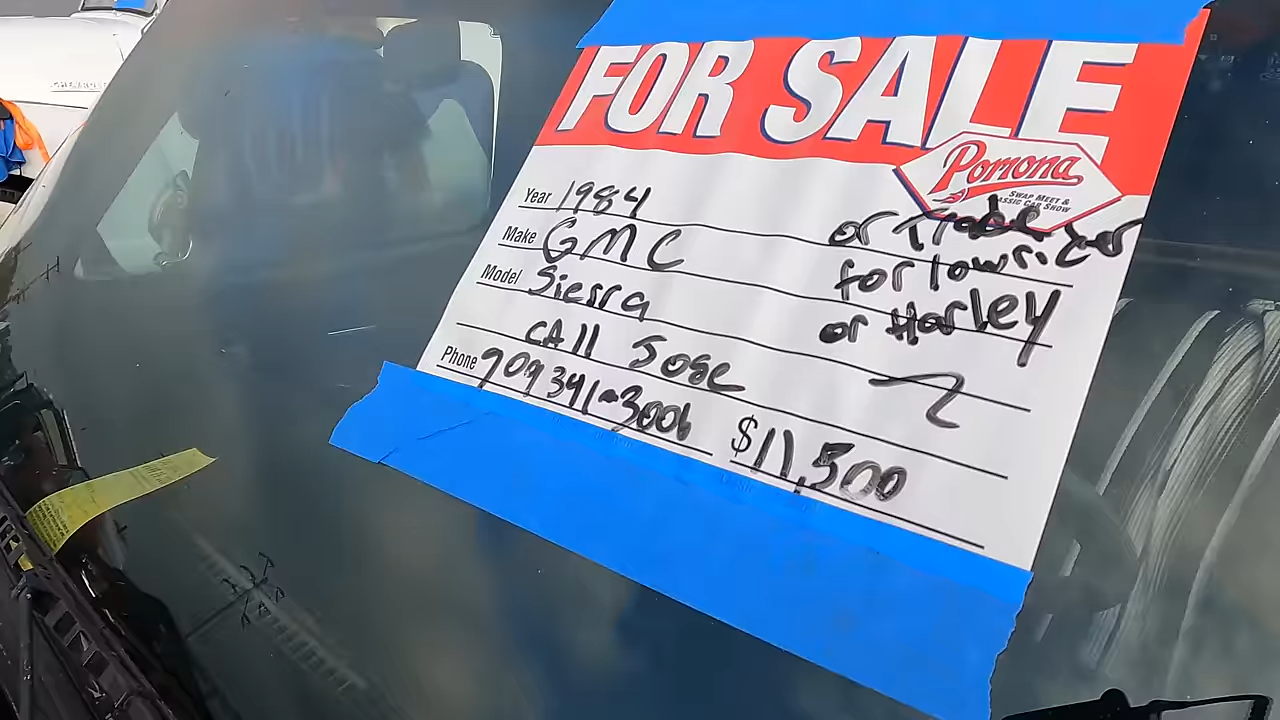 FOR SALE
Pomona
SWAP MEET &
CLASSIC CAR SHOW
Year 1984
Make GMC
Model Sierra
or Trade
for lowrider
or Harley
CAll Jose
Phone 909 341-3006
$11,500